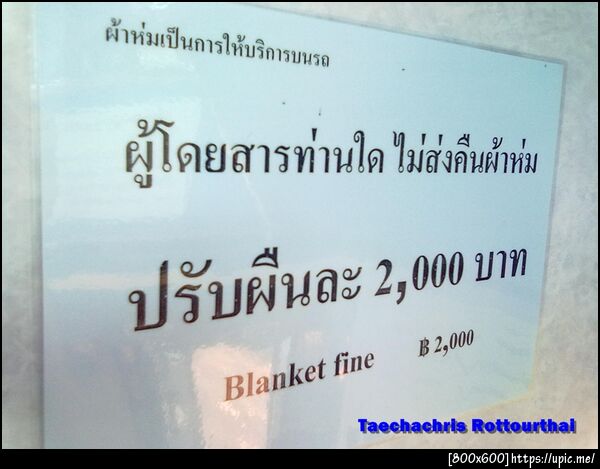 ผ้าห่มเป็นการให้บริการบนรถ
ผู้โดยสารท่านใด ไม่ส่งคืนผ้าห่ม
ปรับผืนละ 2,000 บาท
Blanket fine ฿ 2,000
Taechachris Rottourthai
[800x600]https://upic.me/